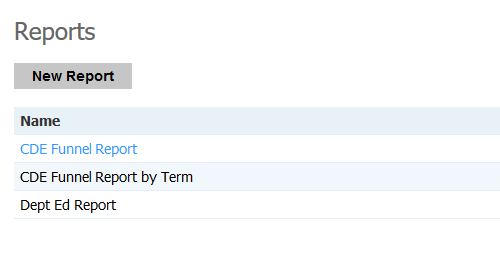 Reports
New Report
Name
CDE Funnel Report
CDE Funnel Report by Term
Dept Ed Report